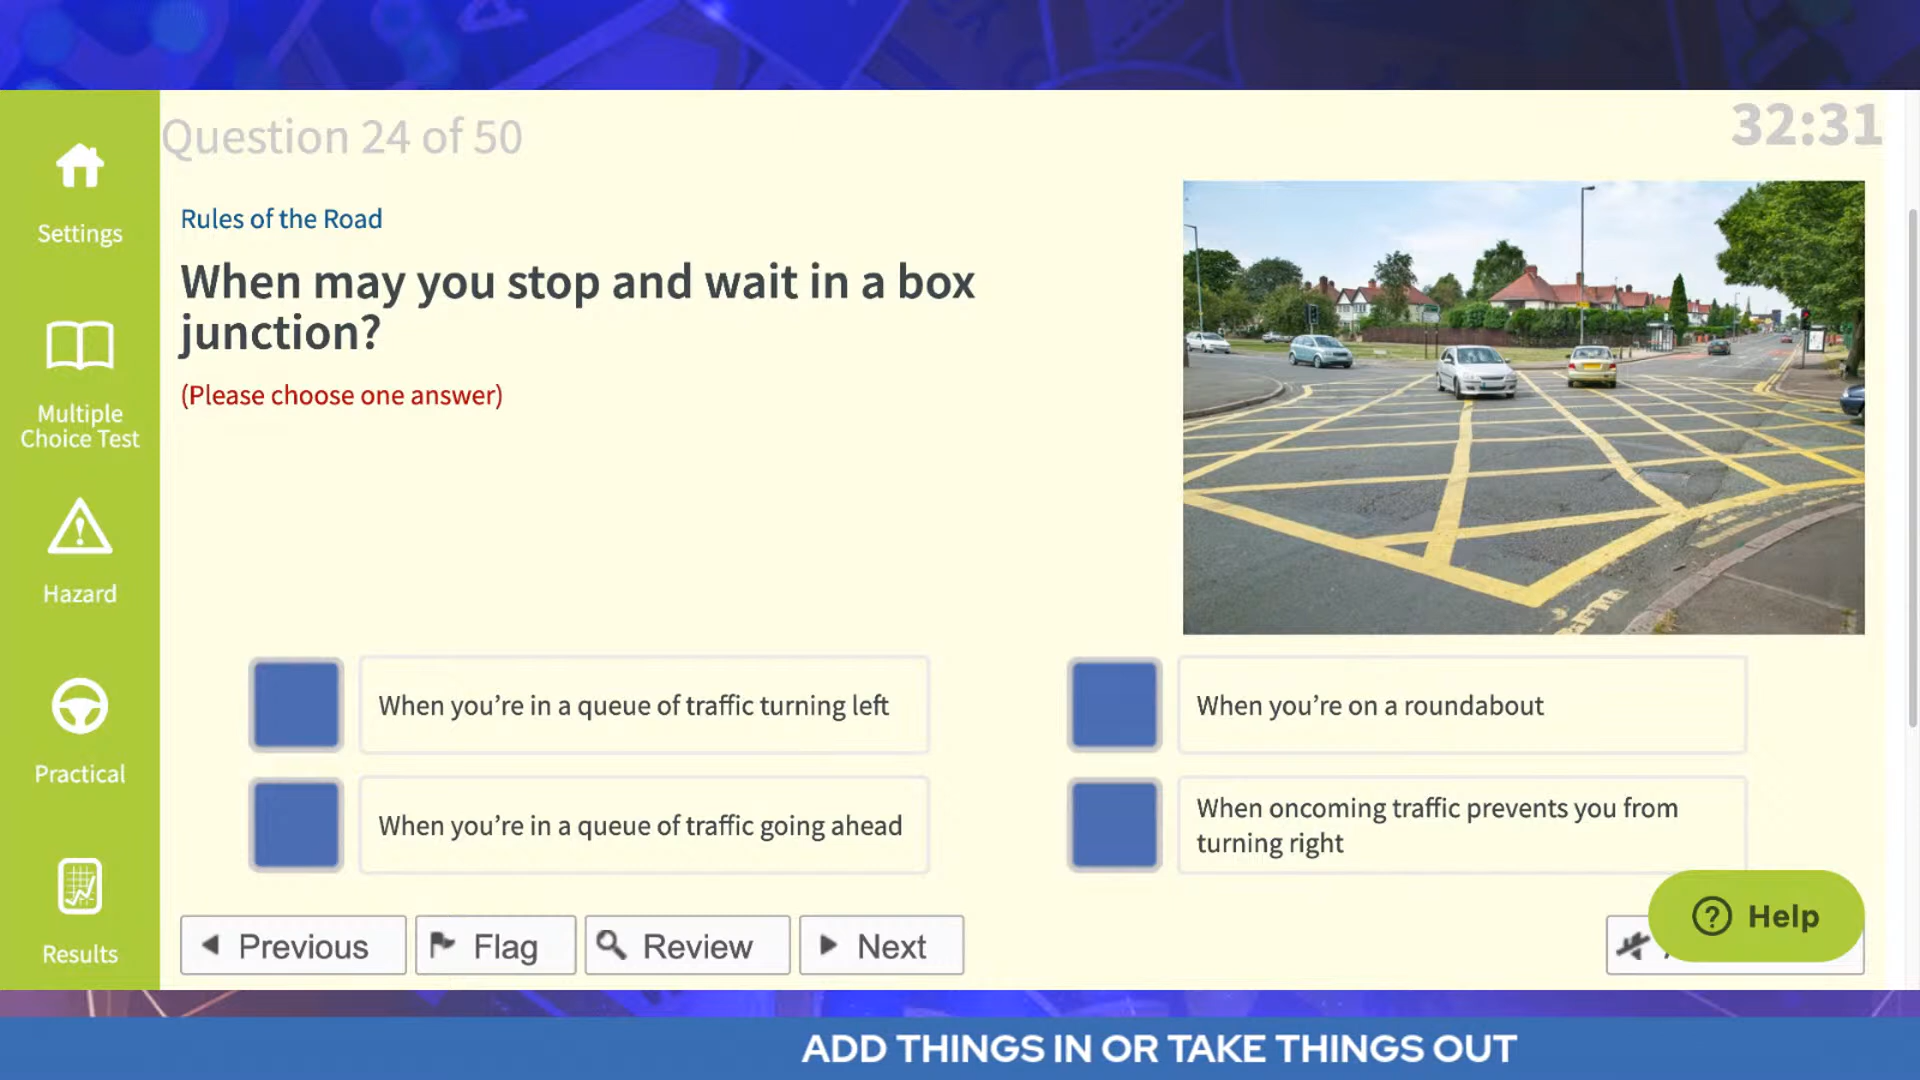 Question 24 of 50
32:31
Settings
Multiple
Choice Test
Hazard
Practical
Results
Rules of the Road
When may you stop and wait in a box
junction?
(Please choose one answer)
When you’re in a queue of traffic turning left
When you’re on a roundabout
When you’re in a queue of traffic going ahead
When oncoming traffic prevents you from
turning right
Previous
Flag
Review
Next
Help
ADD THINGS IN OR TAKE THINGS OUT